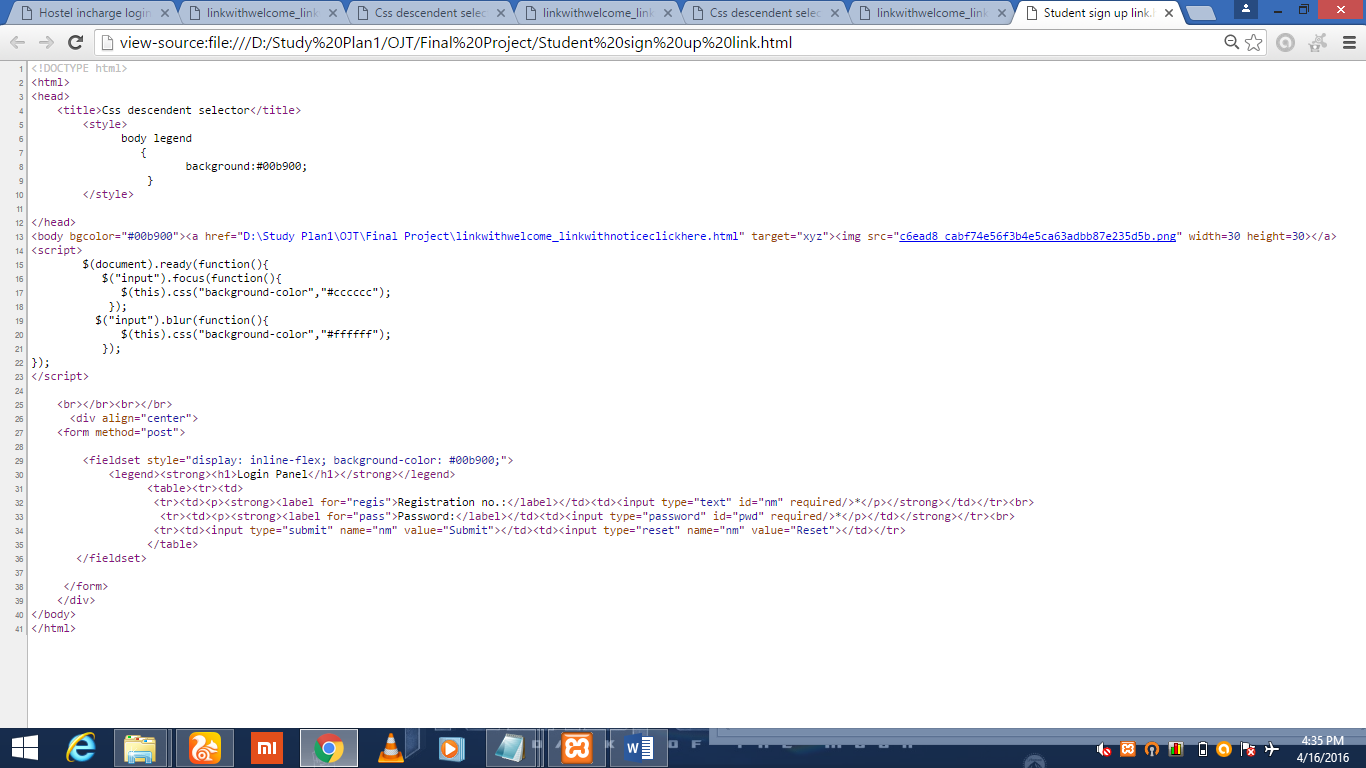 Hostel incharge login
linkwithwelcome_link
Css descendent selec
linkwithwelcome_link
Css descendent selec
linkwithwelcome_link
Student sign up link.h
view-source:file:///D:/Study%20Plan1/OJT/Final%20Project/Student%20sign%20up%20link.html
1 <!DOCTYPE html>
2 <html>
3 <head>
4 <title>Css descendent selector</title>
5 <style>
6 body legend
7 {
8 background:#00b900;
9 }
10 </style>
11
12 </head>
13 <body bgcolor="#00b900"><a href="D:\Study Plan1\OJT\Final Project\linkwithwelcome_linkwithnoticeclickhere.html" target="xyz"><img src="c6ead8_cabf74e56f3b4e5ca63adbb87e235d5b.png" width=30 height=30></a>
14 <script>
15 $(document).ready(function(){
16 $("input").focus(function(){
17 $(this).css("background-color","#cccccc");
18 });
19 $("input").blur(function(){
20 $(this).css("background-color","#ffffff");
21 });
22 });
23 </script>
24
25 <br></br><br></br>
26 <div align="center">
27 <form method="post">
28
29 <fieldset style="display: inline-flex; background-color: #00b900;">
30 <legend><strong><h1>Login Panel</h1></strong></legend>
31 <table><tr><td>
32 <tr><td><p><strong><label for="regis">Registration no.:</label></td><td><input type="text" id="nm" required/>*</p></strong></td></tr><br>
33 <tr><td><p><strong><label for="pass">Password:</label></td><td><input type="password" id="pwd" required/>*</p></td></strong></tr><br>
34 <tr><td><input type="submit" name="nm" value="Submit"></td><td><input type="reset" name="nm" value="Reset"></td></tr>
35 </table>
36 </fieldset>
37
38 </form>
39 </div>
40 </body>
41 </html>
mi
W
4:35 PM
4/16/2016